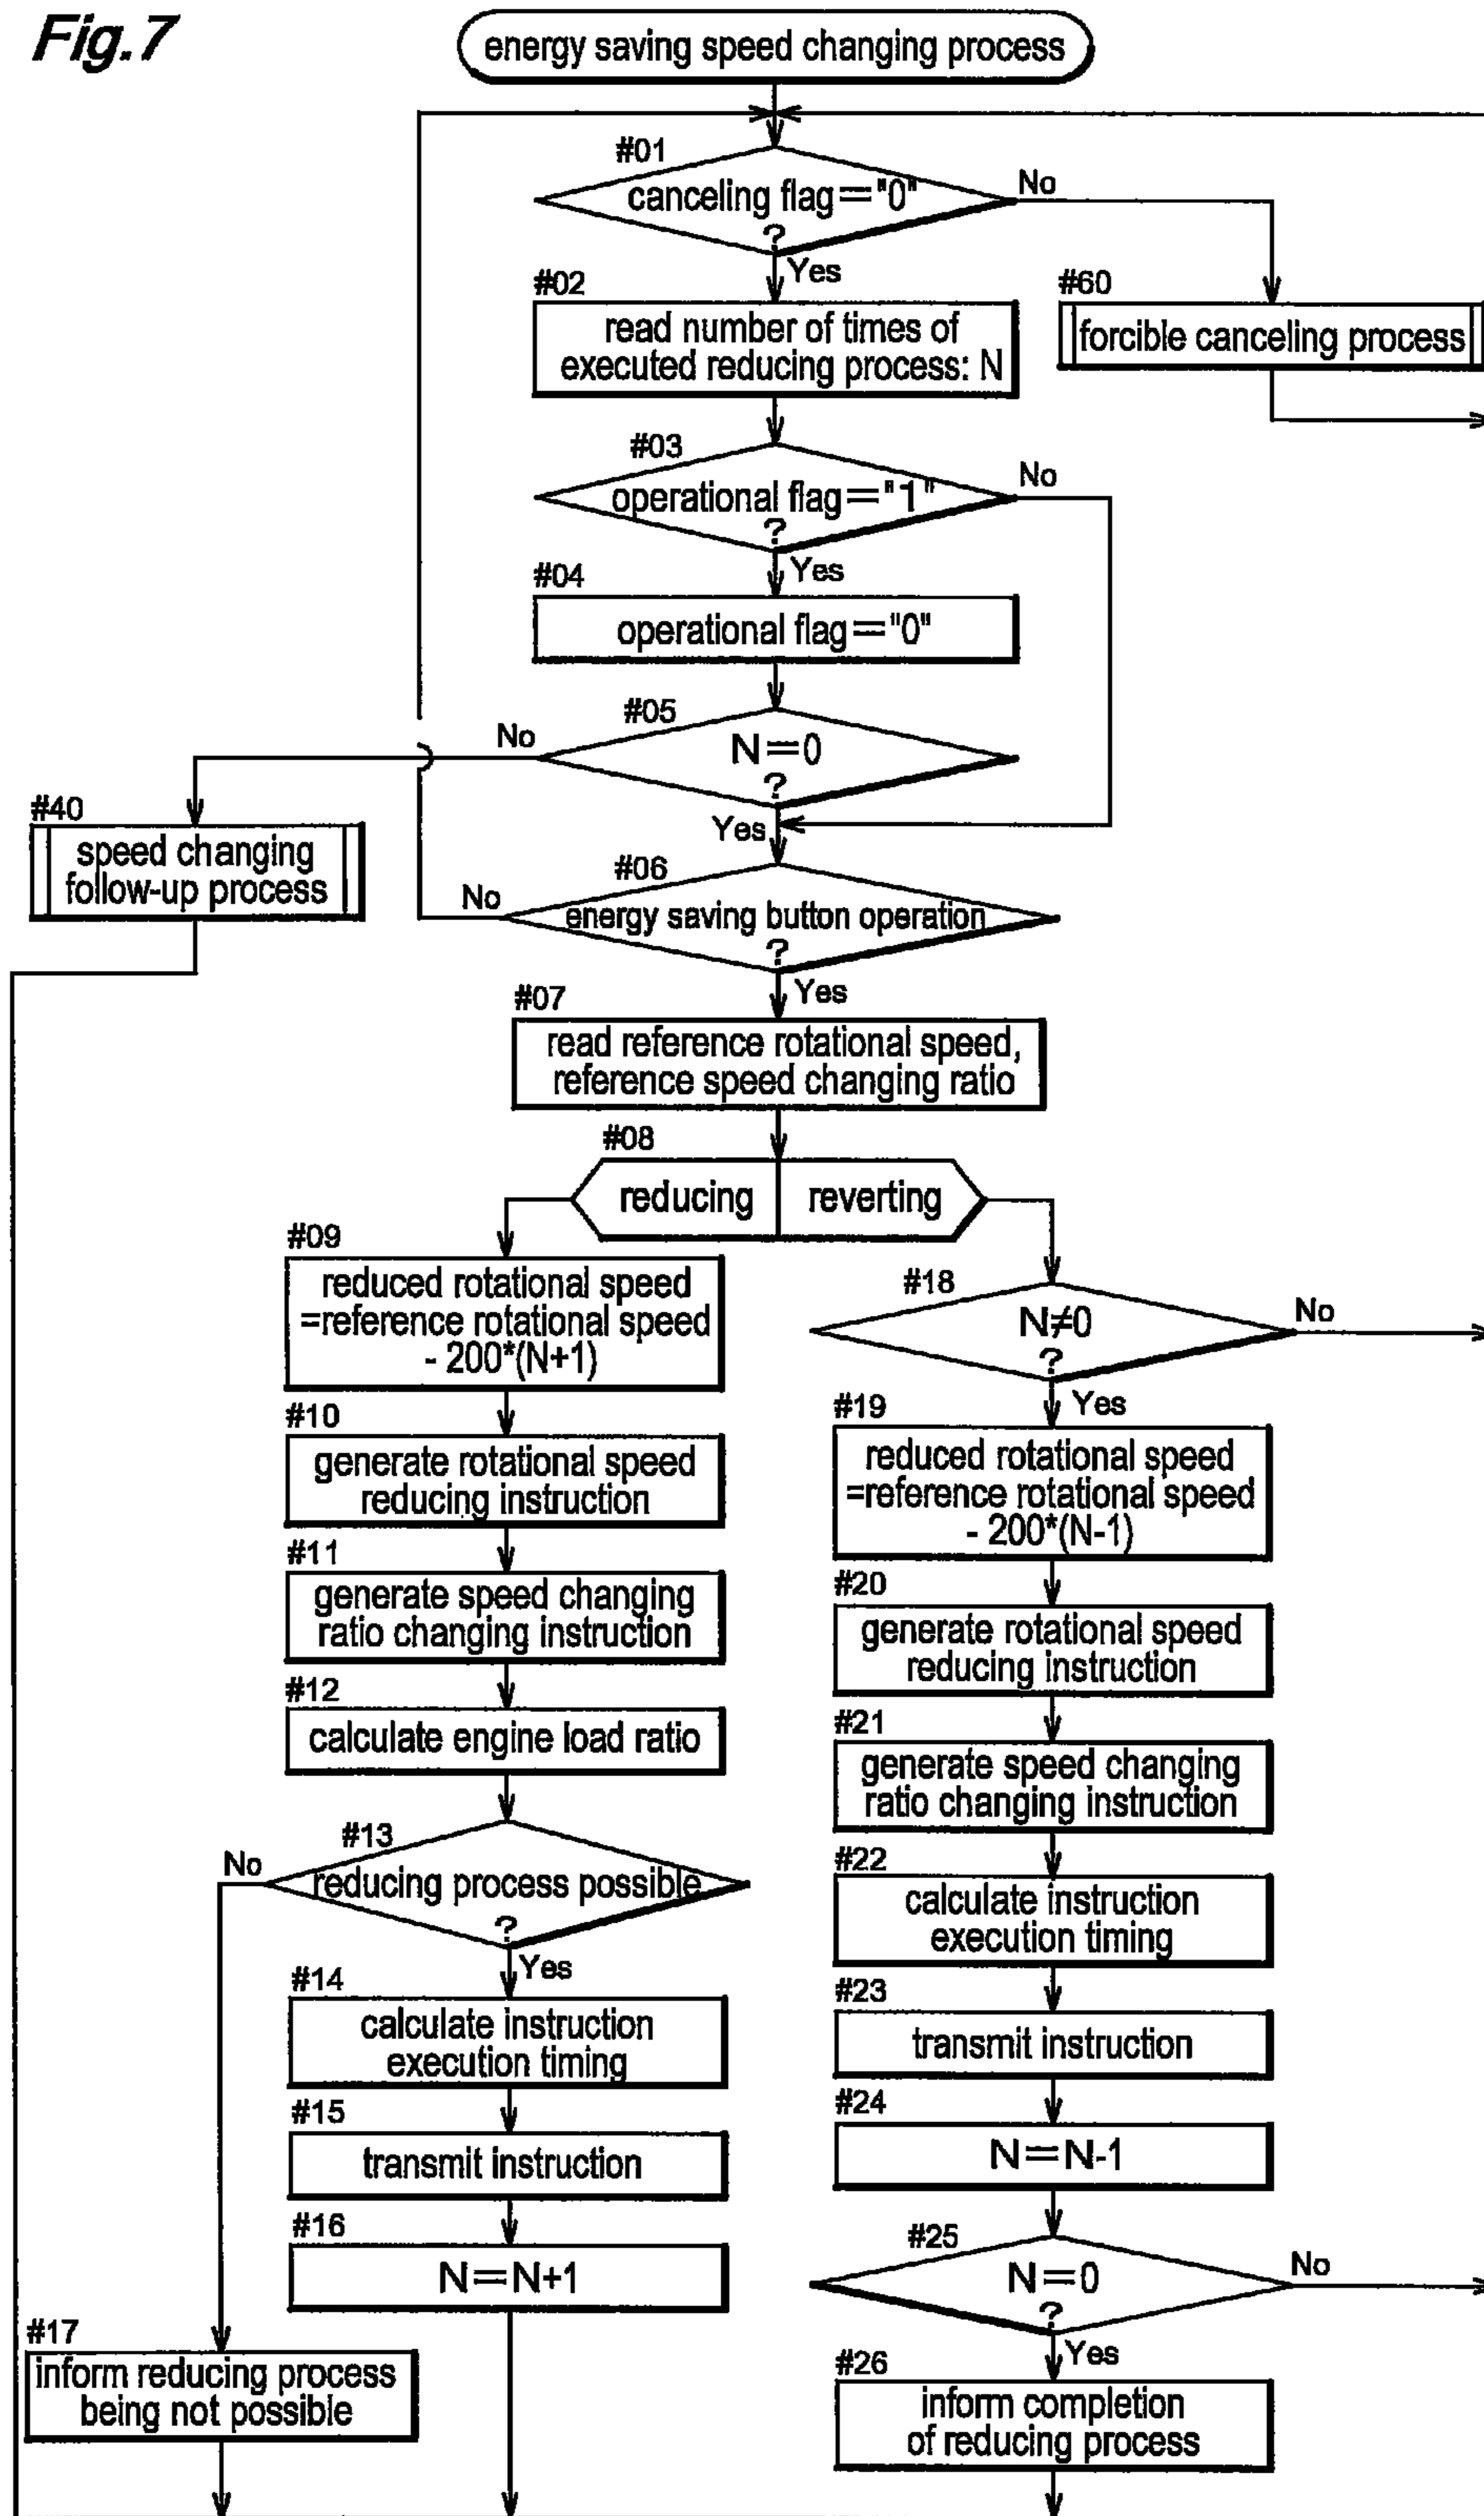 Fig.7
energy saving speed changing process
#01
canceling flag="0"
?
No
Yes
#02
read number of times of
executed reducing process: N
#60
forcible canceling process
#03
operational flag="1"
?
No
Yes
#04
operational flag="0"
#05
N=0
?
No
Yes
#40
speed changing
follow-up process
#06
energy saving button operation
?
No
Yes
#07
read reference rotational speed,
reference speed changing ratio
#08
reducing
reverting
#09
reduced rotational speed
=reference rotational speed
- 200*(N+1)
#10
generate rotational speed
reducing instruction
#11
generate speed changing
ratio changing instruction
#12
calculate engine load ratio
#13
reducing process possible
?
No
Yes
#14
calculate instruction
execution timing
#15
transmit instruction
#16
N=N+1
#17
inform reducing process
being not possible
#18
N≠0
?
No
Yes
#19
reduced rotational speed
=reference rotational speed
- 200*(N-1)
#20
generate rotational speed
reducing instruction
#21
generate speed changing
ratio changing instruction
#22
calculate instruction
execution timing
#23
transmit instruction
#24
N=N-1
#25
N=0
?
No
Yes
#26
inform completion
of reducing process